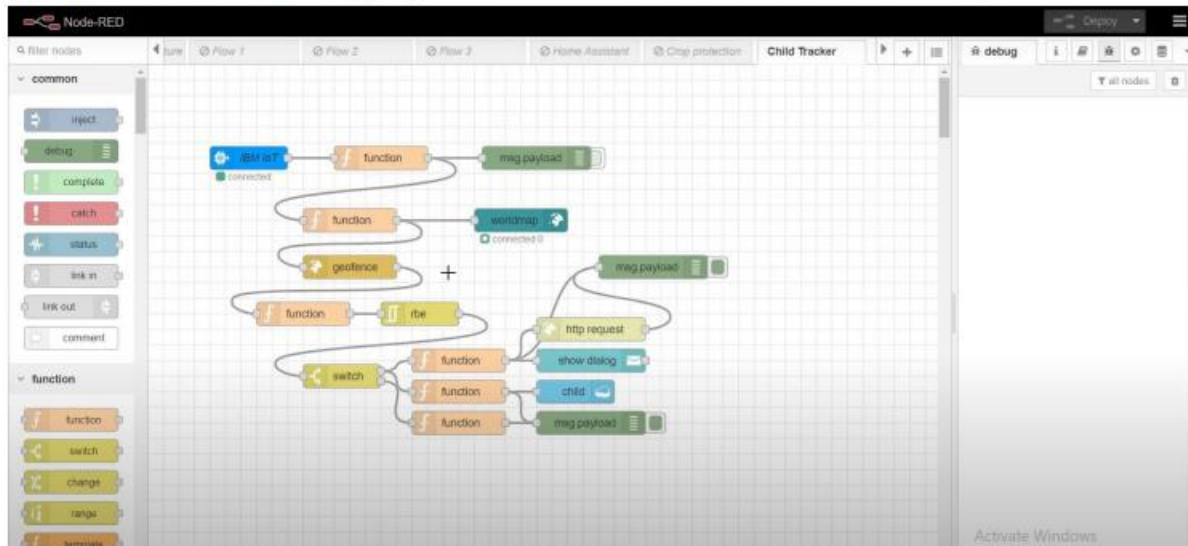 Node-RED
Deploy
filter nodes
Flow 1
Flow 2
Flow 3
Home Assistant
Crop protection
Child Tracker
debug
i
all nodes
common
inject
debug
complete
catch
status
link in
link out
comment
function
function
switch
change
range
template
IBM IoT
connected
function
msg.payload
function
worldmap
connected 0
geofence
msg.payload
function
rbe
http request
switch
function
show dialog
function
child
function
msg.payload
Activate Windows